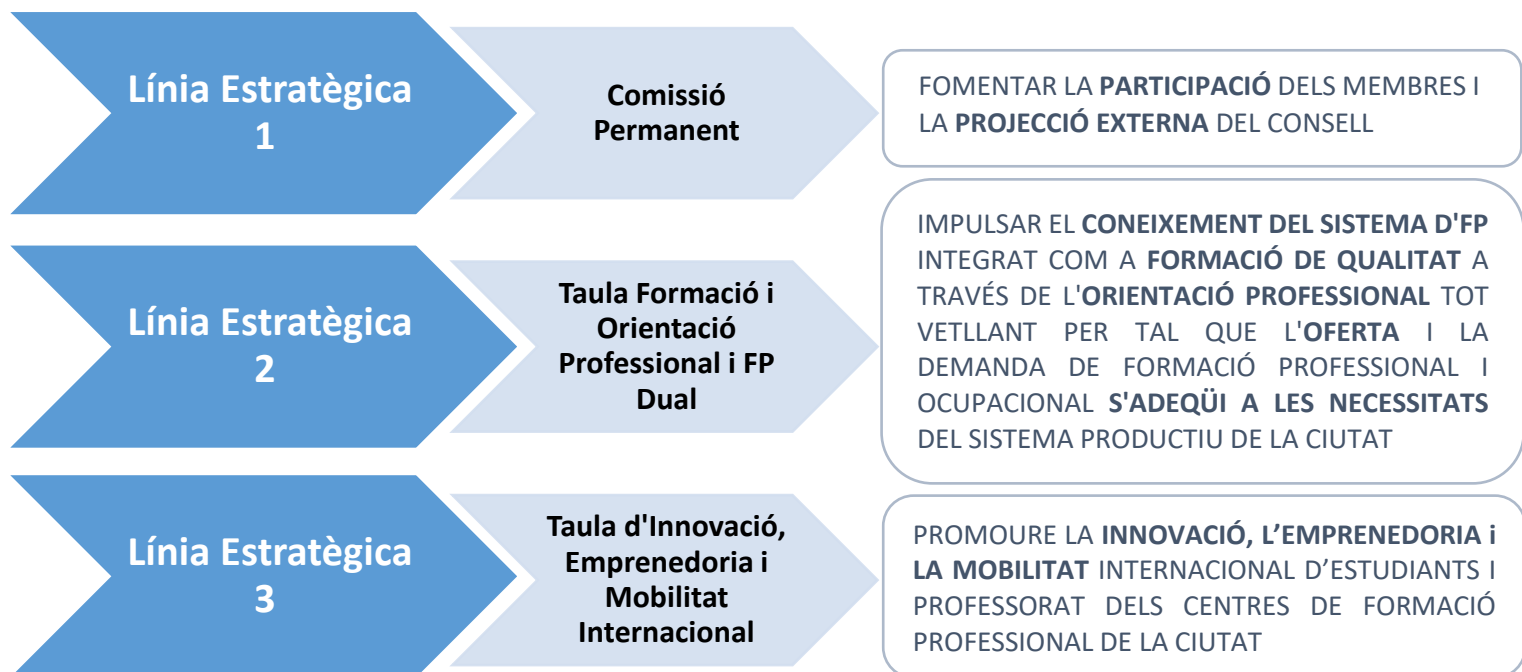 Línia Estratègica
1
Comissió
Permanent
FOMENTAR LA PARTICIPACIÓ DELS MEMBRES I
LA PROJECCIÓ EXTERNA DEL CONSELL
Línia Estratègica
2
Taula Formació i
Orientació
Professional i FP
Dual
IMPULSAR EL CONEIXEMENT DEL SISTEMA D'FP
INTEGRAT COM A FORMACIÓ DE QUALITAT A
TRAVÉS DE L'ORIENTACIÓ PROFESSIONAL TOT
VETLLANT PER TAL QUE L'OFERTA I LA
DEMANDA DE FORMACIÓ PROFESSIONAL I
OCUPACIONAL S'ADEQÜI A LES NECESSITATS
DEL SISTEMA PRODUCTIU DE LA CIUTAT
Línia Estratègica
3
Taula d'Innovació,
Emprenedoria i
Mobilitat
Internacional
PROMOURE LA INNOVACIÓ, L’EMPRENEDORIA i
LA MOBILITAT INTERNACIONAL D’ESTUDIANTS I
PROFESSORAT DELS CENTRES DE FORMACIÓ
PROFESSIONAL DE LA CIUTAT